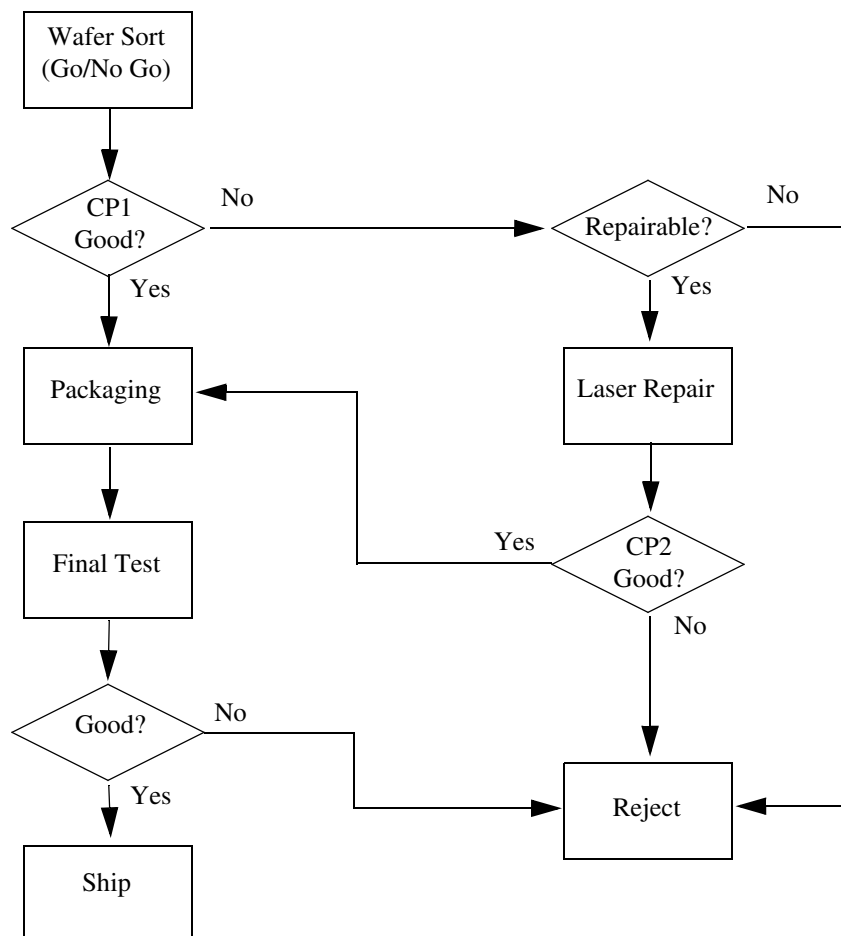 Wafer Sort
(Go/No Go)
CP1
Good?
No
Repairable?
No
Yes
Yes
Packaging
Laser Repair
Final Test
Yes
CP2
Good?
No
Good?
No
Yes
Reject
Ship